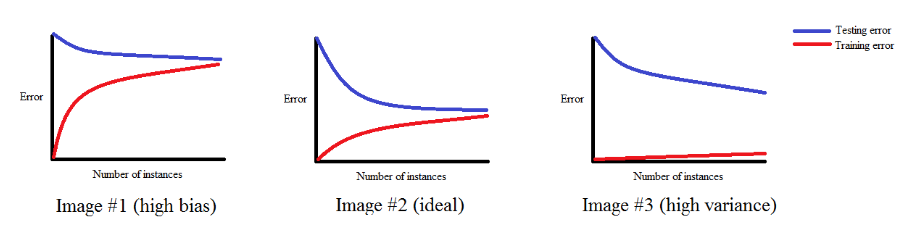 Testing error
Training error
Error
Number of instances
Image #1 (high bias)
Error
Number of instances
Image #2 (ideal)
Error
Number of instances
Image #3 (high variance)